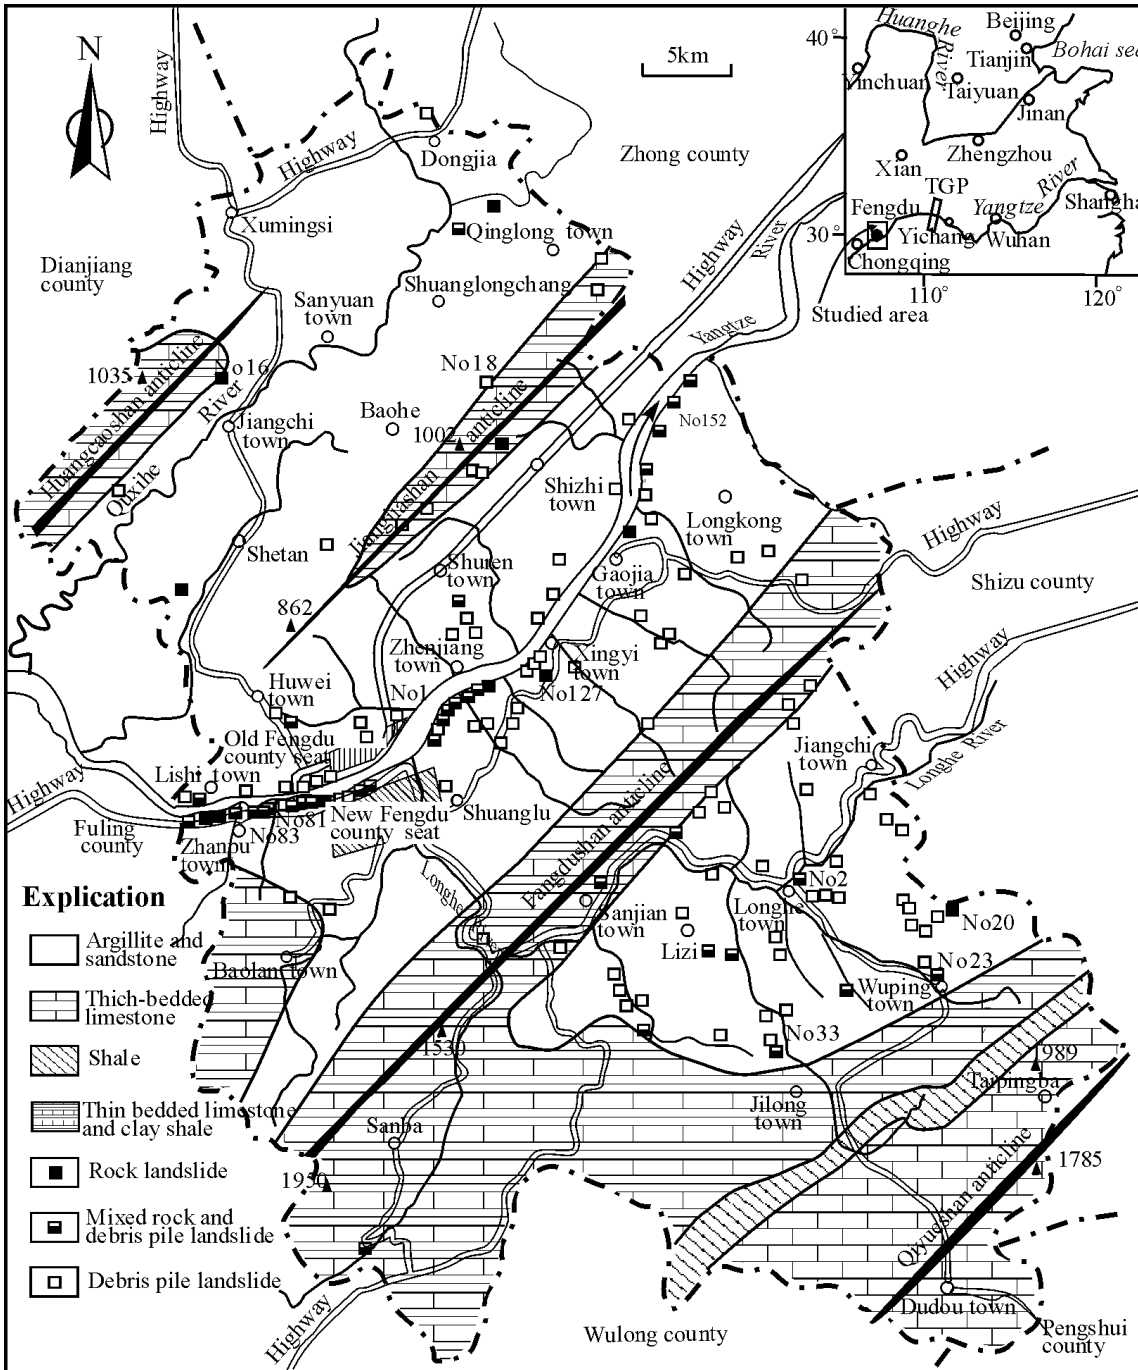 N
Highway
Highway
5km
Dongjia
Zhong county
Xumingsi
Qinglong town
Dianjiang
county
Sanyuan
town
Shuanglongchang
Highway
River
Yangtze
40°
30°
110°
120°
Huanghe
River
Beijing
Bohai sea
Tianjin
Yinchuan
Taiyuan
Jinan
Zhengzhou
Xian
TGP
Yangtze
River
Shangha
Fengdu
Yichang
Wuhan
Chongqing
Studied area
1035
Huangcaoshan anticline
No16
River
Quxihe
Jiangchi
town
Baohe
No18
1002
Jiangjiashan
anticline
No152
Shizhi
town
Longkong
town
Highway
Shetan
Shuren
town
Gaojia
town
Shizu county
862
Zhenjiang
town
Xingyi
town
Highway
Huwei
town
No1
No127
Old Fengdu
county seat
Jiangchi
town
Longhe River
Highway
Lishi town
Fuling
county
Zhanpu
town
No83
No81
New Fengdu
county seat
Shuanglu
Fangdushan anticline
Longhe
No2
Sanjian
town
Longhe
town
Lizi
No20
No23
Wuping
town
Baolan town
No33
1530
989
Taipingba
Jilong
town
Sanba
1950
1785
Qiyueshan anticline
Dudou town
Highway
Wulong county
Pengshui
county
Explication
Argillite and
sandstone
Thich-bedded
limestone
Shale
Thin bedded limestone
and clay shale
Rock landslide
Mixed rock and
debris pile landslide
Debris pile landslide